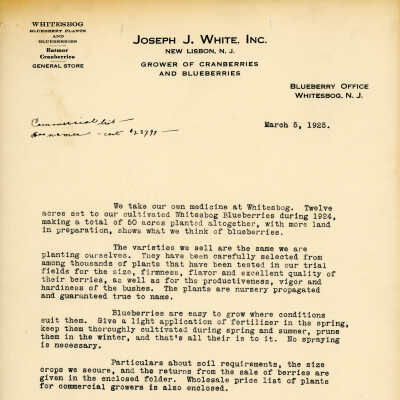 WHITESBOG
BLUEBERRY PLANTS
AND
BLUEBERRIES
Batmor
Cranberries
GENERAL STORE
JOSEPH J. WHITE, INC.
NEW LISBON, N. J.
GROWER OF CRANBERRIES
AND BLUEBERRIES
BLUEBERRY OFFICE
WHITESBOG, N. J.
Commercial list
March 5, 1925.
We take our own medicine at Whitesbog. Twelve
acres set to our cultivated Whitesbog Blueberries during 1924,
making a total of 50 acres planted altogether, with more land
in preparation, shows what we think of blueberries.
The varieties we sell are the same we are
planting ourselves. They have been carefully selected from
among thousands of plants that have been tested in our trial
fields for the size, firmness, flavor and excellent quality of
their berries, as well as for the productiveness, vigor and
hardiness of the bushes. The plants are nursery propagated
and guaranteed true to name.
Blueberries are easy to grow where conditions
suit them. Give a light application of fertilizer in the spring,
keep them thoroughly cultivated during spring and summer, prune
them in the winter, and that's all their is to it. No spraying
is necessary.
Particulars about soil requirements, the size
crops we secure, and the returns from the sale of berries are
given in the enclosed folder. Wholesale price list of plants
for commercial growers is also enclosed.